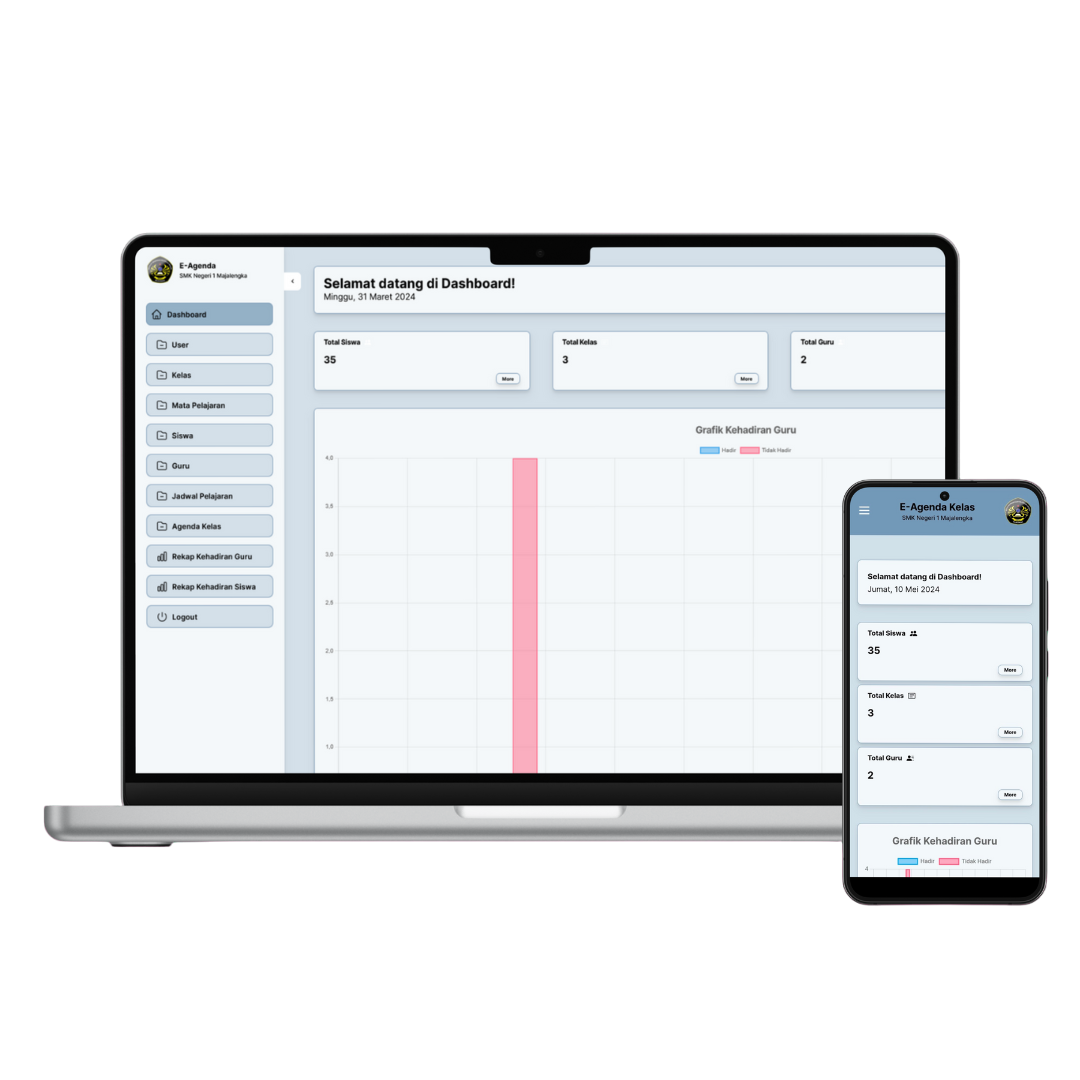 E-Agenda
SMK Negeri 1 Majalengka
Dashboard
User
Kelas
Mata Pelajaran
Siswa
Guru
Jadwal Pelajaran
Agenda Kelas
Rekap Kehadiran Guru
Rekap Kehadiran Siswa
Logout
Selamat datang di Dashboard!
Minggu, 31 Maret 2024
Total Siswa
35
More
Total Kelas
3
More
Total Guru
2
Grafik Kehadiran Guru
Hadir Tidak Hadir
4,0
3,5
3,0
2,5
2,0
1,5
1,0
E-Agenda Kelas
SMK Negeri 1 Majalengka
Selamat datang di Dashboard!
Jumat, 10 Mei 2024
Total Siswa
35
More
Total Kelas
3
More
Total Guru
2
More
Grafik Kehadiran Guru
Hadir Tidak Hadir
4